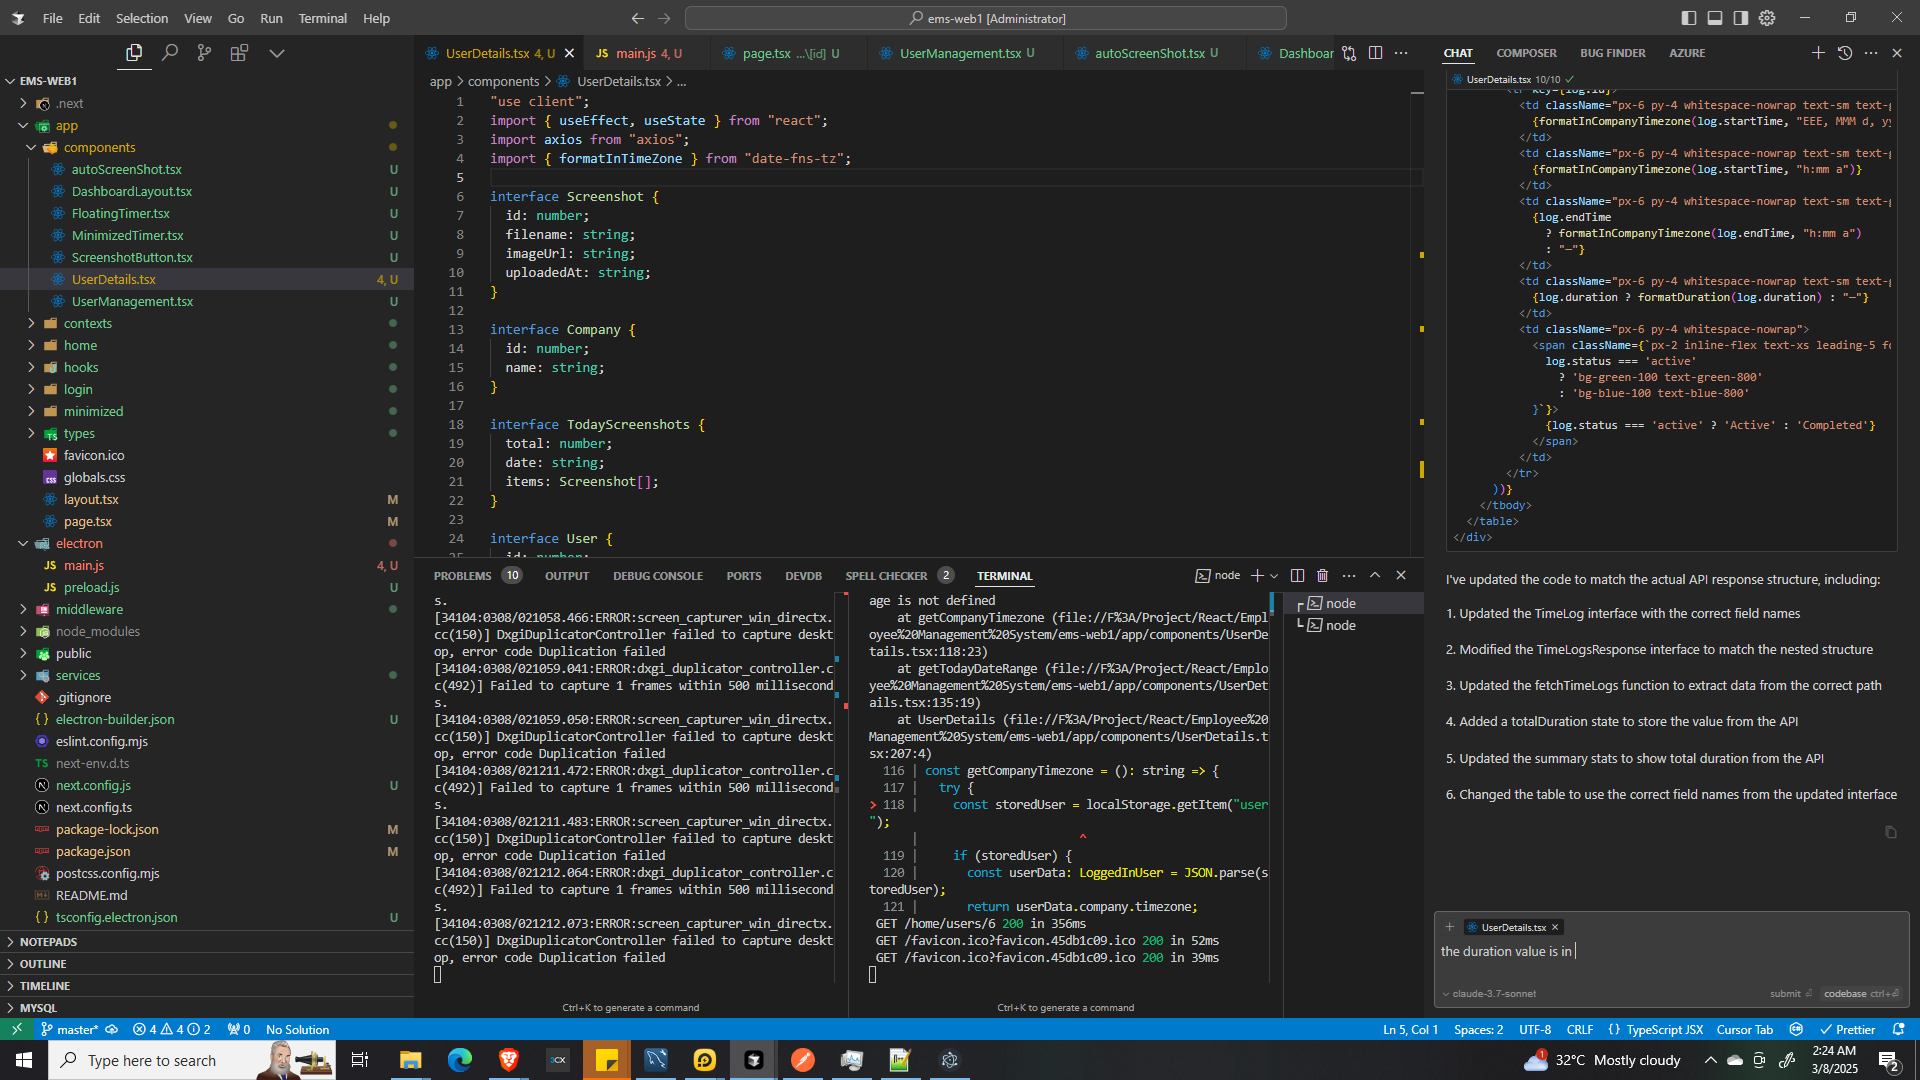 File Edit Selection View Go Run Terminal Help
ems-web1 [Administrator]
EMS-WEB1
.next
app
components
autoScreenShot.tsx U
DashboardLayout.tsx U
FloatingTimer.tsx U
MinimizedTimer.tsx U
ScreenshotButton.tsx U
UserDetails.tsx 4, U
UserManagement.tsx U
contexts
home
hooks
login
minimized
types
favicon.ico
globals.css
layout.tsx M
page.tsx M
electron
JS main.js 4, U
JS preload.js U
middleware
node_modules
public
services
.gitignore
{} electron-builder.json U
eslint.config.mjs
TS next-env.d.ts
next.config.js U
next.config.ts
package-lock.json M
package.json M
postcss.config.mjs
README.md
{} tsconfig.electron.json U
NOTEPADS
OUTLINE
TIMELINE
MYSQL
UserDetails.tsx 4, U
JS main.js 4, U
page.tsx ...\[id] U
UserManagement.tsx U
autoScreenShot.tsx U
Dashboar
app > components > UserDetails.tsx > ...
1 "use client";
2 import { useEffect, useState } from "react";
3 import axios from "axios";
4 import { formatInTimeZone } from "date-fns-tz";
5
6 interface Screenshot {
7 id: number;
8 filename: string;
9 imageUrl: string;
10 uploadedAt: string;
11 }
12
13 interface Company {
14 id: number;
15 name: string;
16 }
17
18 interface TodayScreenshots {
19 total: number;
20 date: string;
21 items: Screenshot[];
22 }
23
24 interface User {
25 id: number;
PROBLEMS 10 OUTPUT DEBUG CONSOLE PORTS DEVDB SPELL CHECKER 2 TERMINAL
node
s.
[34104:0308/021058.466:ERROR:screen_capturer_win_directx.
cc(150)] DxgiDuplicatorController failed to capture deskt
op, error code Duplication failed
[34104:0308/021059.041:ERROR:dxgi_duplicator_controller.c
c(492)] Failed to capture 1 frames within 500 millisecond
s.
[34104:0308/021059.050:ERROR:screen_capturer_win_directx.
cc(150)] DxgiDuplicatorController failed to capture deskt
op, error code Duplication failed
[34104:0308/021211.472:ERROR:dxgi_duplicator_controller.c
c(492)] Failed to capture 1 frames within 500 millisecond
s.
[34104:0308/021211.483:ERROR:screen_capturer_win_directx.
cc(150)] DxgiDuplicatorController failed to capture deskt
op, error code Duplication failed
[34104:0308/021212.064:ERROR:dxgi_duplicator_controller.c
c(492)] Failed to capture 1 frames within 500 millisecond
s.
[34104:0308/021212.073:ERROR:screen_capturer_win_directx.
cc(150)] DxgiDuplicatorController failed to capture deskt
op, error code Duplication failed
Ctrl+K to generate a command
age is not defined
at getCompanyTimezone (file://F%3A/Project/React/Empl
oyee%20Management%20System/ems-web1/app/components/UserDe
tails.tsx:118:23)
at getTodayDateRange (file://F%3A/Project/React/Emplo
yee%20Management%20System/ems-web1/app/components/UserDet
ails.tsx:135:19)
at UserDetails (file://F%3A/Project/React/Employee%20
Management%20System/ems-web1/app/components/UserDetails.t
sx:207:4)
116 | const getCompanyTimezone = (): string => {
117 | try {
> 118 | const storedUser = localStorage.getItem("user
");
| ^
119 | if (storedUser) {
120 | const userData: LoggedInUser = JSON.parse(s
toredUser);
121 | return userData.company.timezone;
GET /home/users/6 200 in 356ms
GET /favicon.ico?favicon.45db1c09.ico 200 in 52ms
GET /favicon.ico?favicon.45db1c09.ico 200 in 39ms
Ctrl+K to generate a command
node
node
CHAT COMPOSER BUG FINDER AZURE
UserDetails.tsx 10/10
<tr key={log.id}>
<td className="px-6 py-4 whitespace-nowrap text-sm text-g
{formatInCompanyTimezone(log.startTime, "EEE, MMM d, yy
</td>
<td className="px-6 py-4 whitespace-nowrap text-sm text-g
{formatInCompanyTimezone(log.startTime, "h:mm a")}
</td>
<td className="px-6 py-4 whitespace-nowrap text-sm text-g
{log.endTime
? formatInCompanyTimezone(log.endTime, "h:mm a")
: "—"}
</td>
<td className="px-6 py-4 whitespace-nowrap text-sm text-g
{log.duration ? formatDuration(log.duration) : "—"}
</td>
<td className="px-6 py-4 whitespace-nowrap">
<span className={`px-2 inline-flex text-xs leading-5 fo
log.status === 'active'
? 'bg-green-100 text-green-800'
: 'bg-blue-100 text-blue-800'
}`}>
{log.status === 'active' ? 'Active' : 'Completed'}
</span>
</td>
</tr>
))}
</tbody>
</table>
</div>
I've updated the code to match the actual API response structure, including:
1. Updated the TimeLog interface with the correct field names
2. Modified the TimeLogsResponse interface to match the nested structure
3. Updated the fetchTimeLogs function to extract data from the correct path
4. Added a totalDuration state to store the value from the API
5. Updated the summary stats to show total duration from the API
6. Changed the table to use the correct field names from the updated interface
UserDetails.tsx
the duration value is in
claude-3.7-sonnet submit codebase ctrl+
master* 4 4 2 0 No Solution
Ln 5, Col 1 Spaces: 2 UTF-8 CRLF {} TypeScript JSX Cursor Tab Prettier
Type here to search
32°C Mostly cloudy
2:24 AM
3/8/2025